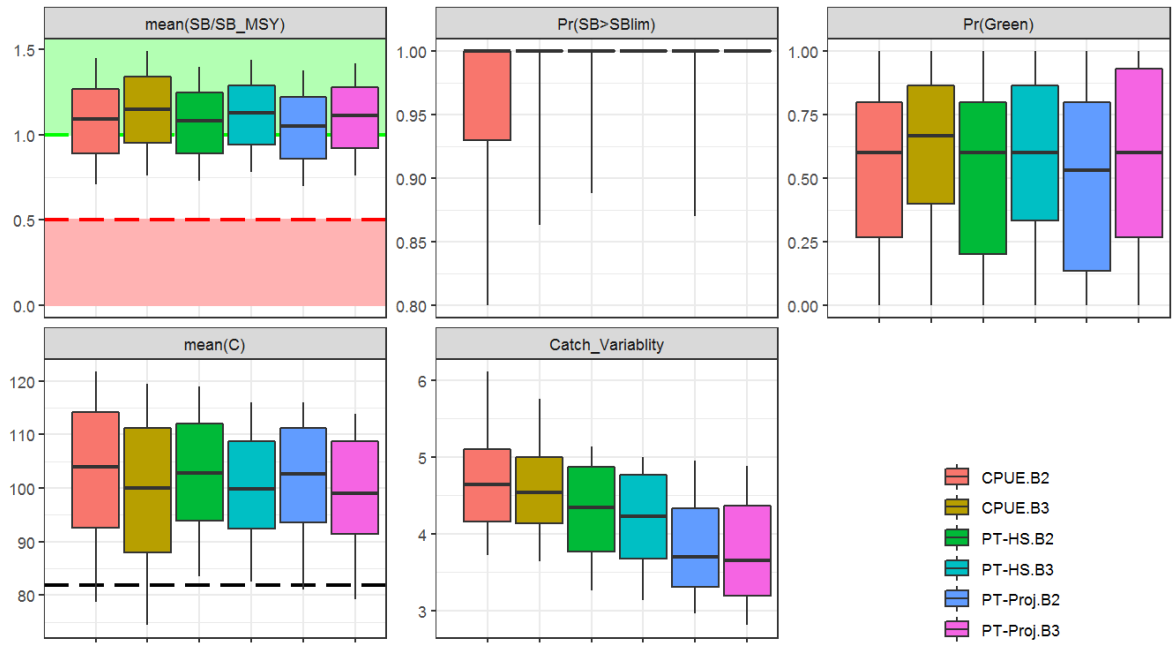 mean(SB/SB_MSY)
Pr(SB>SBlim)
Pr(Green)
1.5
1.0
0.5
0.0
1.00
0.95
0.90
0.85
0.80
1.00
0.75
0.50
0.25
0.00
mean(C)
Catch_Variablity
120
110
100
90
80
6
5
4
3
CPUE.B2
CPUE.B3
PT-HS.B2
PT-HS.B3
PT-Proj.B2
PT-Proj.B3